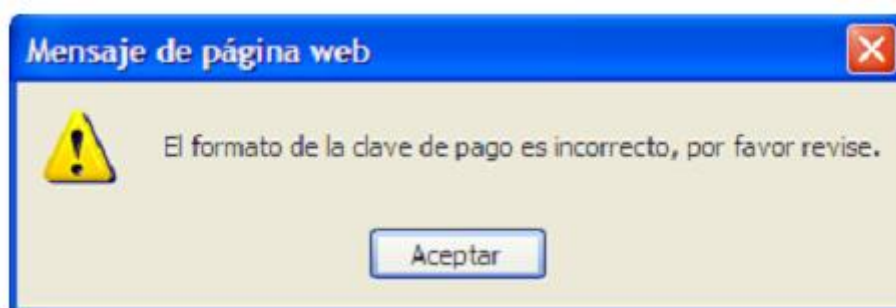 Mensaje de página web
El formato de la clave de pago es incorrecto, por favor revise.
Aceptar